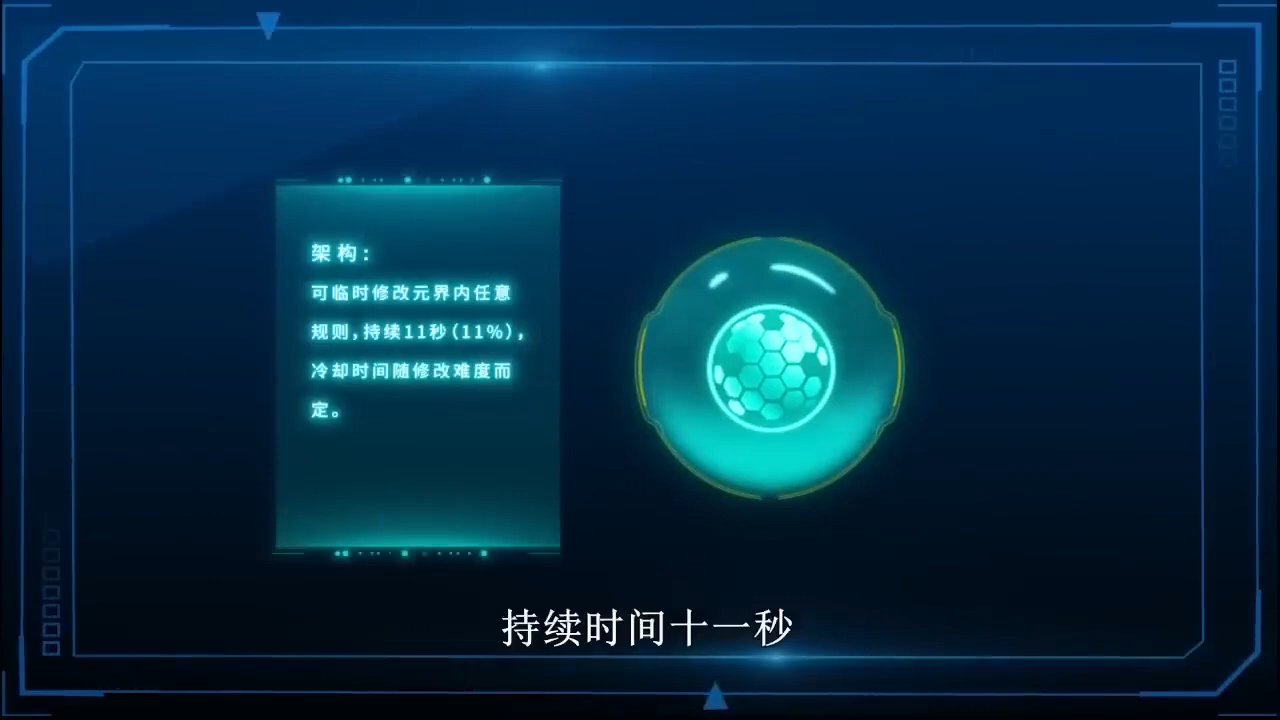 架构：
可临时修改元界内任意
规则，持续11秒（11%），
冷却时间随修改难度而
定。
持续时间十一秒